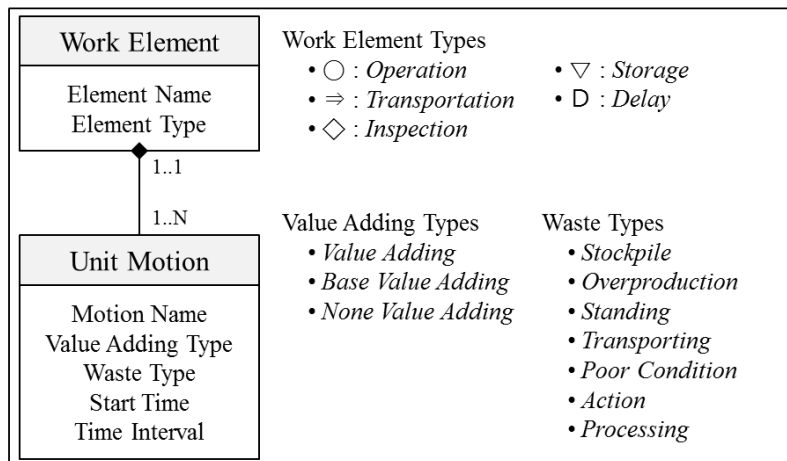 Work Element
Element Name
Element Type
1..1
1..N
Unit Motion
Motion Name
Value Adding Type
Waste Type
Start Time
Time Interval
Work Element Types
• ○ : Operation
• ⇒ : Transportation
• ◇ : Inspection
• ▽ : Storage
• D : Delay
Value Adding Types
• Value Adding
• Base Value Adding
• None Value Adding
Waste Types
• Stockpile
• Overproduction
• Standing
• Transporting
• Poor Condition
• Action
• Processing